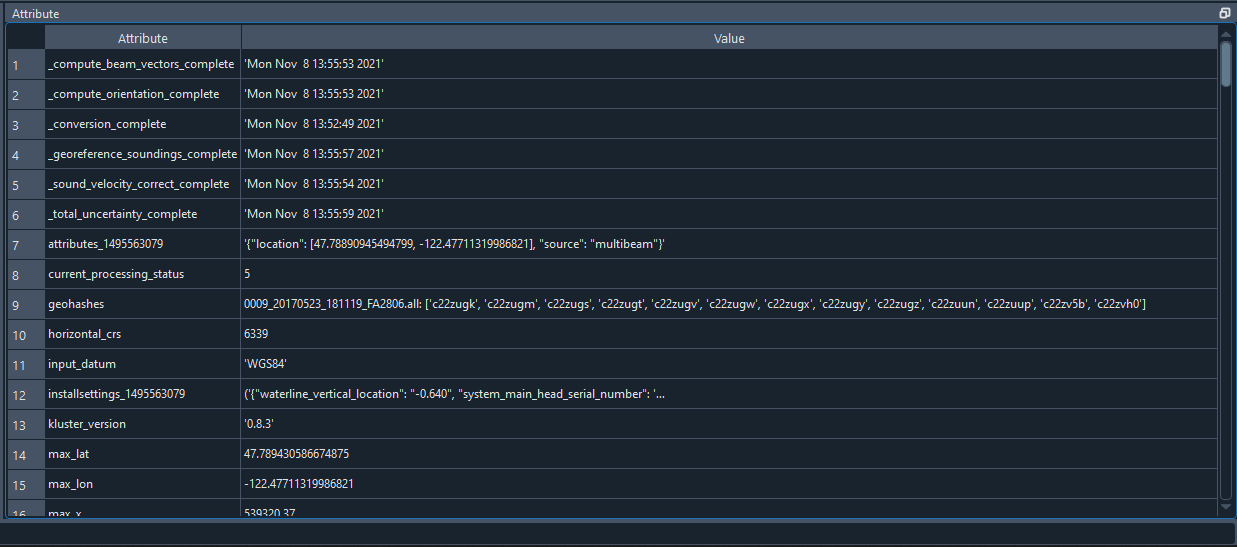 Attribute
Attribute Value
1 _compute_beam_vectors_complete 'Mon Nov  8 13:55:53 2021'
2 _compute_orientation_complete 'Mon Nov  8 13:55:53 2021'
3 _conversion_complete 'Mon Nov  8 13:52:49 2021'
4 _georeference_soundings_complete 'Mon Nov  8 13:55:57 2021'
5 _sound_velocity_correct_complete 'Mon Nov  8 13:55:54 2021'
6 _total_uncertainty_complete 'Mon Nov  8 13:55:59 2021'
7 attributes_1495563079 '{"location": [47.78890945494799, -122.47711319986821], "source": "multibeam"}'
8 current_processing_status 5
9 geohashes 0009_20170523_181119_FA2806.all: ['c22zugk', 'c22zugm', 'c22zugs', 'c22zugt', 'c22zugv', 'c22zugw', 'c22zugx', 'c22zugy', 'c22zugz', 'c22zuun', 'c22zuup', 'c22zv5b', 'c22zvh0']
10 horizontal_crs 6339
11 input_datum 'WGS84'
12 installsettings_1495563079 ('{"waterline_vertical_location": "-0.640", "system_main_head_serial_number": '...
13 kluster_version '0.8.3'
14 max_lat 47.789430586674875
15 max_lon -122.47711319986821
16 max_x 539320.37